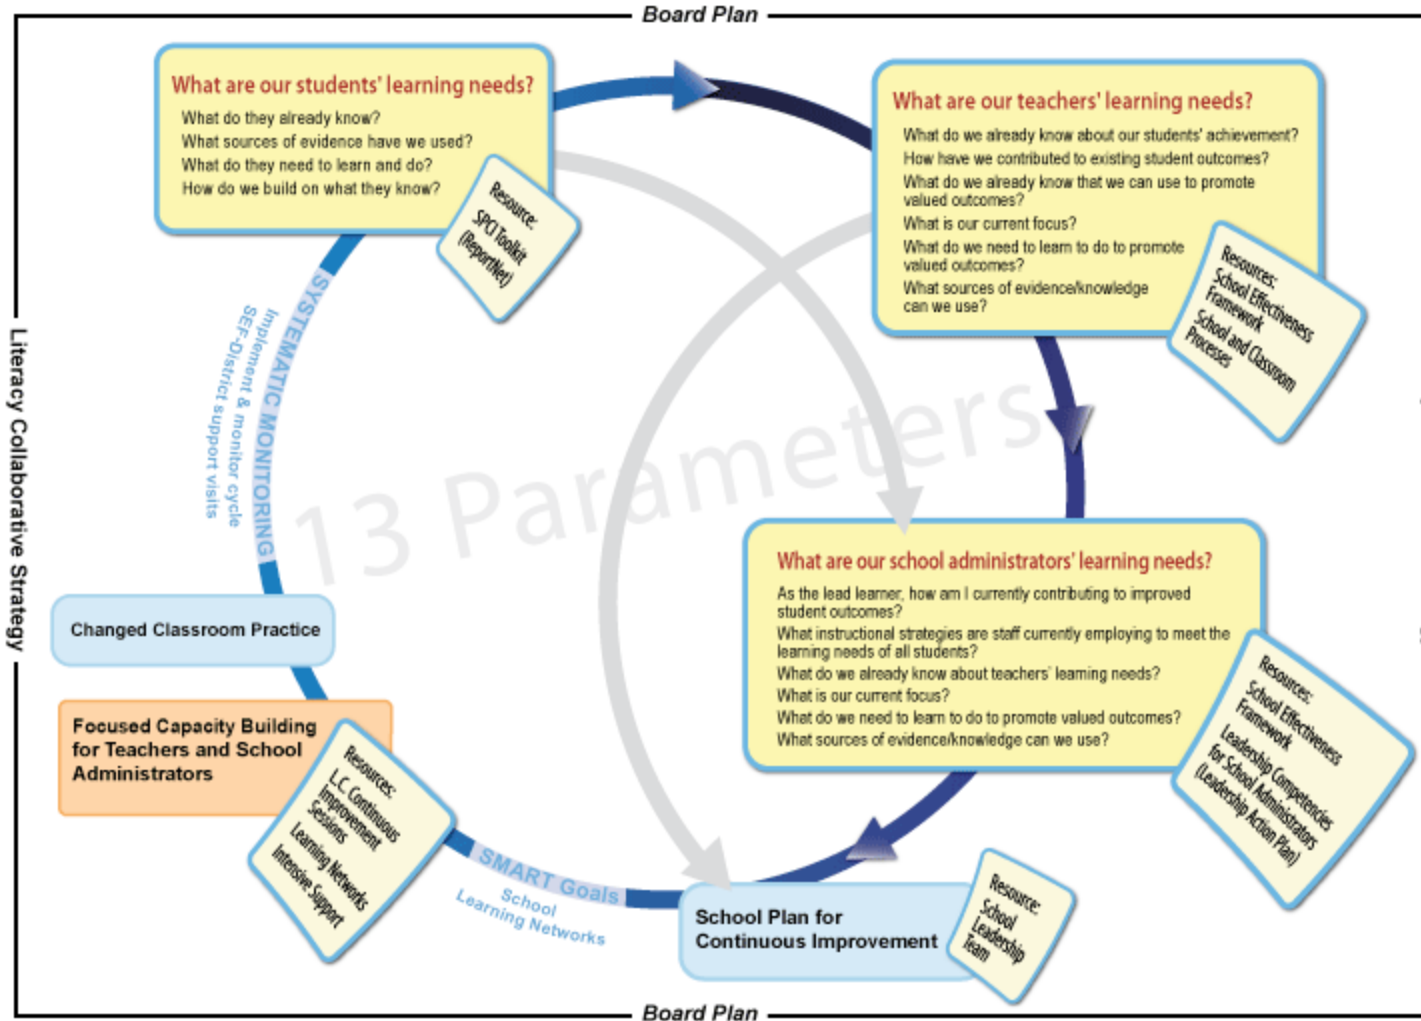 Board Plan
What are our students' learning needs?
What do they already know?
What sources of evidence have we used?
What do they need to learn and do?
How do we build on what they know?
Resource:
SPCI Toolkit
(ReportNet)
What are our teachers' learning needs?
What do we already know about our students' achievement?
How have we contributed to existing student outcomes?
What do we already know that we can use to promote
valued outcomes?
What is our current focus?
What do we need to learn to do to promote
valued outcomes?
What sources of evidence/knowledge
can we use?
Resources:
School Effectiveness
Framework
School and Classroom
Processes
Literacy Collaborative Strategy
SYSTEMATIC MONITORING
Implement & monitor cycle
SEF-District support visits
13 Parameters
What are our school administrators' learning needs?
As the lead learner, how am I currently contributing to improved
student outcomes?
What instructional strategies are staff currently employing to meet the
learning needs of all students?
What do we already know about teachers' learning needs?
What is our current focus?
What do we need to learn to do to promote valued outcomes?
What sources of evidence/knowledge can we use?
Resources:
School Effectiveness
Framework
Leadership Competencies
for School Administrators
(Leadership Action Plan)
Changed Classroom Practice
Focused Capacity Building
for Teachers and School
Administrators
Resources:
L.C. Continuous
Improvement
Sessions
Learning Networks
Intensive Support
SMART Goals
School
Learning Networks
School Plan for
Continuous Improvement
Resource:
School
Leadership
Team
Board Plan